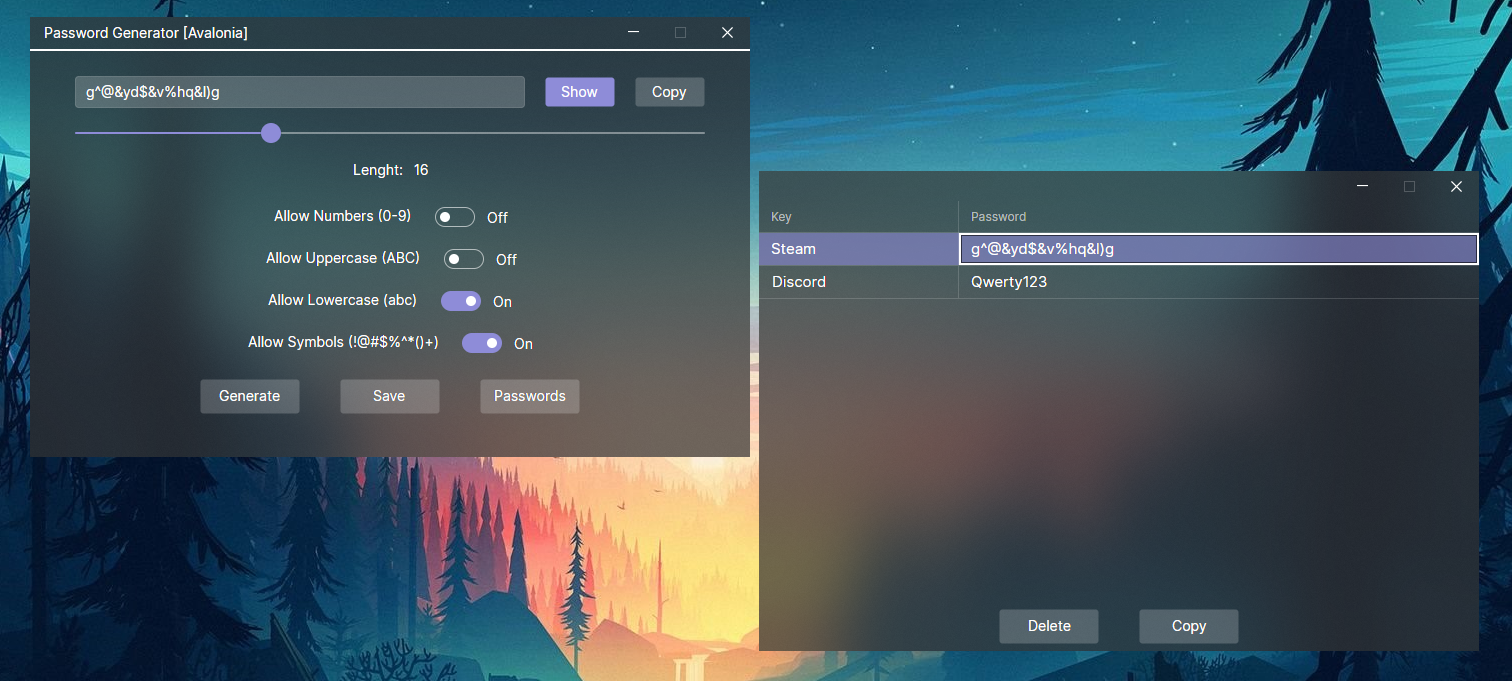 Password Generator [Avalonia]
g^@&yd$&v%hq&l)g Show Copy
Lenght: 16
Allow Numbers (0-9) Off
Allow Uppercase (ABC) Off
Allow Lowercase (abc) On
Allow Symbols (!@#$%^*()+) On
Generate Save Passwords
Key Password
Steam g^@&yd$&v%hq&l)g
Discord Qwerty123
Delete Copy